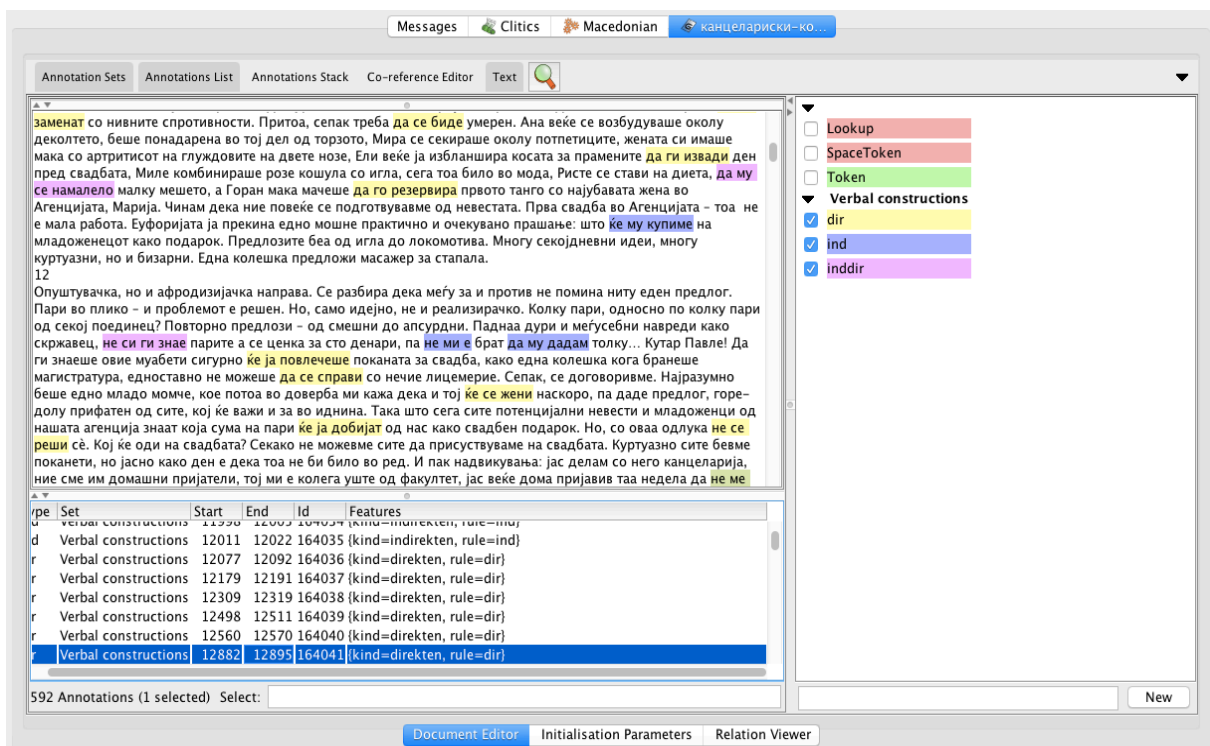 Messages Clitics Macedonian канцелариски-ко...
Annotation Sets Annotations List Annotations Stack Co-reference Editor Text
заменат со нивните спротивности. Притоа, сепак треба да се биде умерен. Ана веќе се возбудуваше околу
деколтето, беше понадарена во тој дел од торзото, Мира се секираше околу потпетиците, жената си имаше
мака со артритисот на глуждовите на двете нозе, Ели веќе ја избланшира косата за прамените да ги извади ден
пред свадбата, Миле комбинираше розе кошула со игла, сега тоа било во мода, Ристе се стави на диета, да му
се намалело малку мешето, а Горан мака мачеше да го резервира првото танго со најубавата жена во
Агенцијата, Марија. Чинам дека ние повеќе се подготвувавме од невестата. Прва свадба во Агенцијата – тоа  не
е мала работа. Еуфоријата ја прекина едно мошне практично и очекувано прашање: што ќе му купиме на
младоженецот како подарок. Предлозите беа од игла до локомотива. Многу секојдневни идеи, многу
куртуазни, но и бизарни. Една колешка предложи масажер за стапала.
12
Опуштувачка, но и афродизијачка направа. Се разбира дека меѓу за и против не помина ниту еден предлог.
Пари во плико – и проблемот е решен. Но, само идејно, не и реализирачко. Колку пари, односно по колку пари
од секој поединец? Повторно предлози – од смешни до апсурдни. Паднаа дури и меѓусебни навреди како
скржавец, не си ги знае парите а се ценка за сто денари, па не ми е брат да му дадам толку... Кутар Павле! Да
ги знаеше овие муабети сигурно ќе ја повлечеше поканата за свадба, како една колешка кога бранеше
магистратура, едноставно не можеше да се справи со нечие лицемерие. Сепак, се договоривме. Најразумно
беше едно младо момче, кое потоа во доверба ми кажа дека и тој ќе се жени наскоро, па даде предлог, горе–
долу прифатен од сите, кој ќе важи и за во иднина. Така што сега сите потенцијални невести и младоженци од
нашата агенција знаат која сума на пари ќе ја добијат од нас како свадбен подарок. Но, со оваа одлука не се
реши сѐ. Кој ќе оди на свадбата? Секако не можевме сите да присуствуваме на свадбата. Куртуазно сите бевме
поканети, но јасно како ден е дека тоа не би било во ред. И пак надвикувања: јас делам со него канцеларија,
ние сме им домашни пријатели, тој ми е колега уште од факултет, јас веќе дома пријавив таа недела да не ме
ype Set Start End Id Features
d Verbal constructions 11998 12005 164034 {kind=indirekten, rule=ind}
d Verbal constructions 12011 12022 164035 {kind=indirekten, rule=ind}
r Verbal constructions 12077 12092 164036 {kind=direkten, rule=dir}
r Verbal constructions 12179 12191 164037 {kind=direkten, rule=dir}
r Verbal constructions 12309 12319 164038 {kind=direkten, rule=dir}
r Verbal constructions 12498 12511 164039 {kind=direkten, rule=dir}
r Verbal constructions 12560 12570 164040 {kind=direkten, rule=dir}
r Verbal constructions 12882 12895 164041 {kind=direkten, rule=dir}
592 Annotations (1 selected) Select:
Lookup
SpaceToken
Token
Verbal constructions
dir
ind
inddir
New
Document Editor Initialisation Parameters Relation Viewer